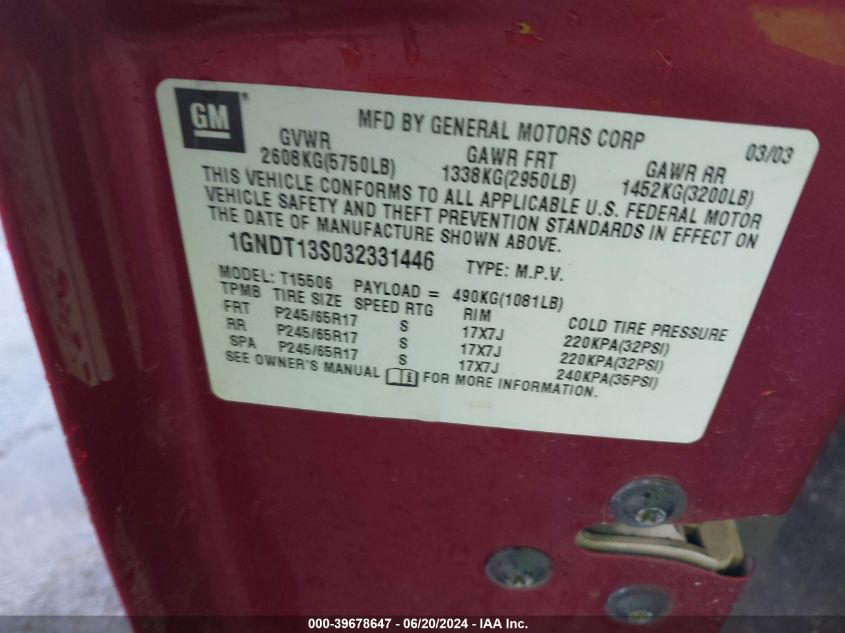 GM ® MFD BY GENERAL MOTORS CORP 03/03
GVWR GAWR FRT GAWR RR
2608KG(5750LB) 1338KG(2950LB) 1452KG(3200LB)
THIS VEHICLE CONFORMS TO ALL APPLICABLE U.S. FEDERAL MOTOR
VEHICLE SAFETY AND THEFT PREVENTION STANDARDS IN EFFECT ON
THE DATE OF MANUFACTURE SHOWN ABOVE.
1GNDT13S032331446 TYPE: M.P.V.
MODEL: T15506 PAYLOAD = 490KG(1081LB)
TPMB TIRE SIZE SPEED RTG RIM COLD TIRE PRESSURE
FRT P245/65R17 S 17X7J 220KPA(32PSI)
RR P245/65R17 S 17X7J 220KPA(32PSI)
SPA P245/65R17 S 17X7J 240KPA(35PSI)
SEE OWNER'S MANUAL i FOR MORE INFORMATION.
000-39678647 - 06/20/2024 - IAA Inc.